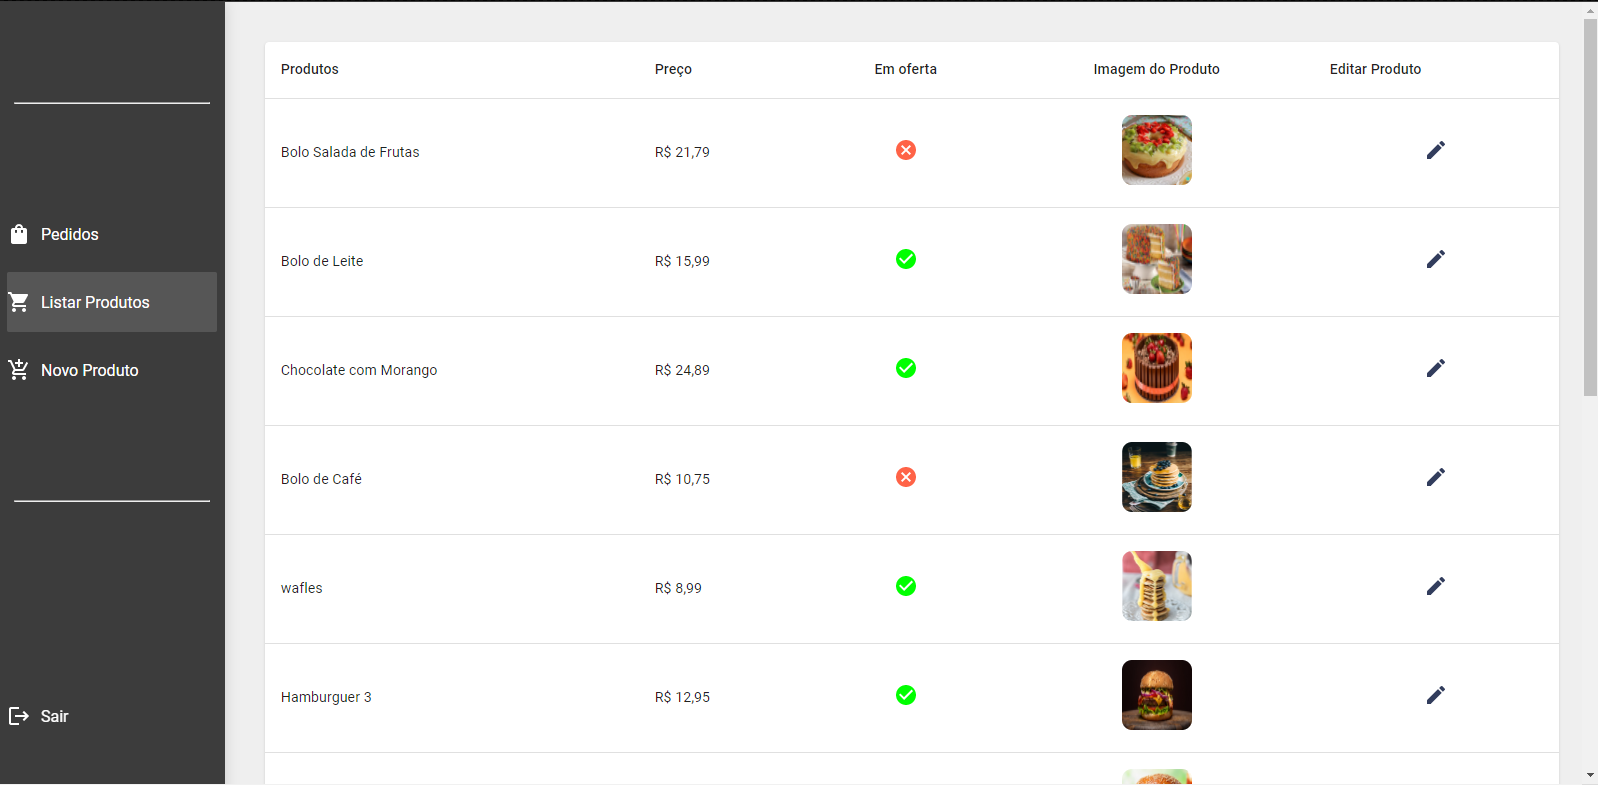 Pedidos
Listar Produtos
Novo Produto
Sair
Produtos Preço Em oferta Imagem do Produto Editar Produto
Bolo Salada de Frutas R$ 21,79
Bolo de Leite R$ 15,99
Chocolate com Morango R$ 24,89
Bolo de Café R$ 10,75
wafles R$ 8,99
Hamburguer 3 R$ 12,95